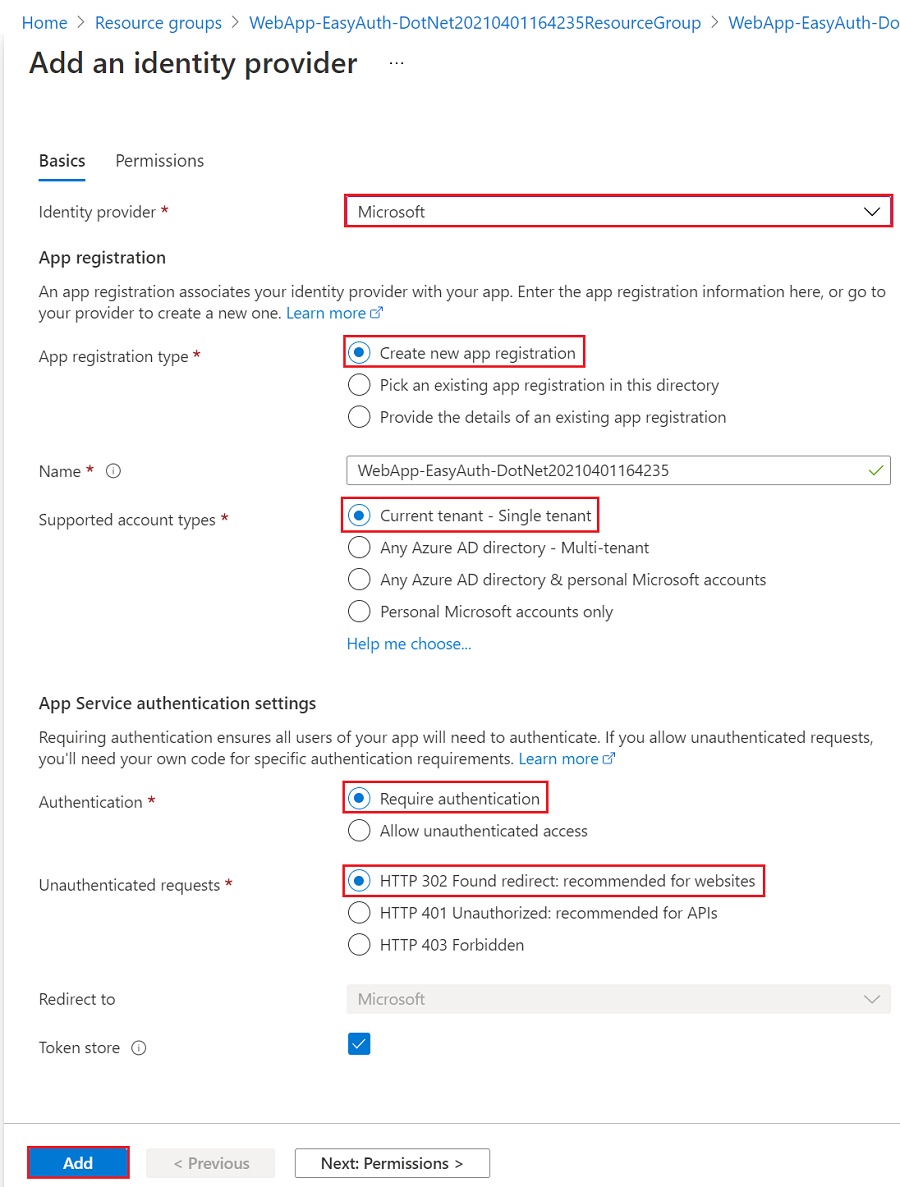 Home > Resource groups > WebApp-EasyAuth-DotNet20210401164235ResourceGroup > WebApp-EasyAuth-Do
Add an identity provider ...
Basics Permissions
Identity provider * Microsoft
App registration
An app registration associates your identity provider with your app. Enter the app registration information here, or go to
your provider to create a new one. Learn more
App registration type * Create new app registration
Pick an existing app registration in this directory
Provide the details of an existing app registration
Name * WebApp-EasyAuth-DotNet20210401164235
Supported account types * Current tenant - Single tenant
Any Azure AD directory - Multi-tenant
Any Azure AD directory & personal Microsoft accounts
Personal Microsoft accounts only
Help me choose...
App Service authentication settings
Requiring authentication ensures all users of your app will need to authenticate. If you allow unauthenticated requests,
you'll need your own code for specific authentication requirements. Learn more
Authentication * Require authentication
Allow unauthenticated access
Unauthenticated requests * HTTP 302 Found redirect: recommended for websites
HTTP 401 Unauthorized: recommended for APIs
HTTP 403 Forbidden
Redirect to Microsoft
Token store
Add < Previous Next: Permissions >